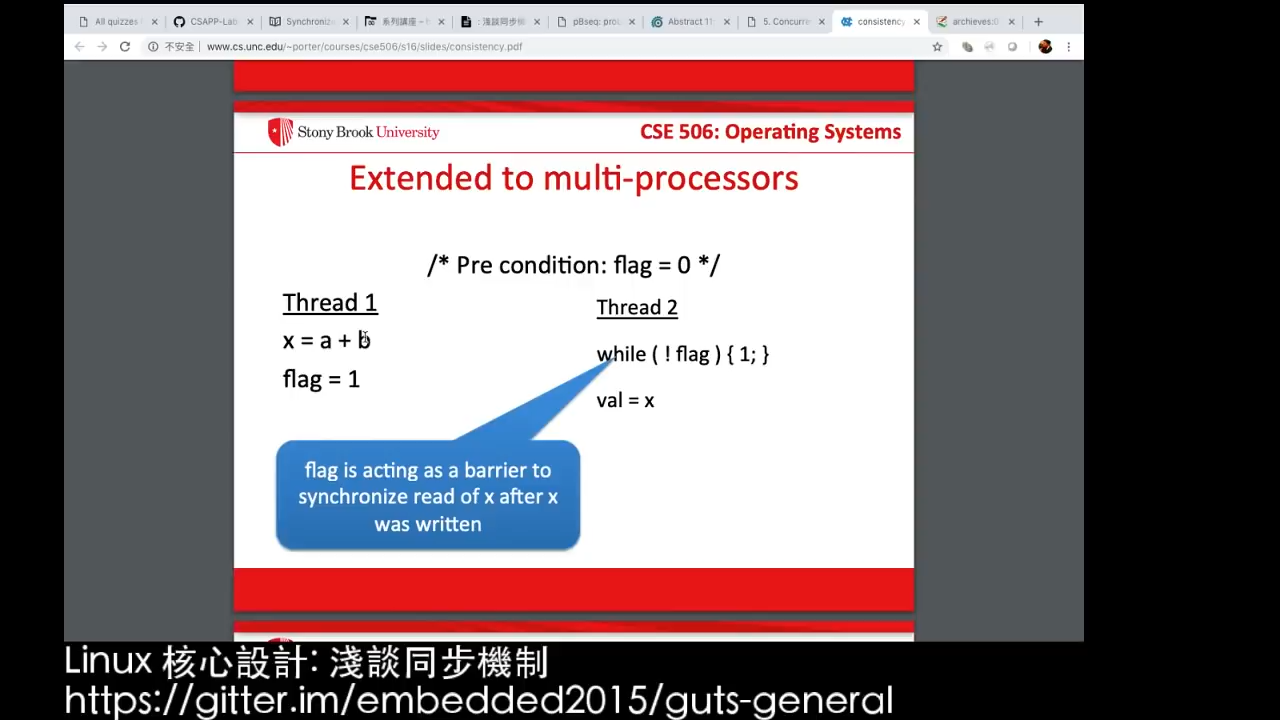 All quizzes
CSAPP-Lab
Synchroniz
系列講座 –
: 淺談同步機
pBseq: prog
Abstract 11
5. Concurre
consistency
archieves:0
不安全 | www.cs.unc.edu/~porter/courses/cse506/s16/slides/consistency.pdf
Stony Brook University
CSE 506: Operating Systems
Extended to multi-processors
/* Pre condition: flag = 0 */
Thread 1
x = a + b
flag = 1
Thread 2
while ( ! flag ) { 1; }
val = x
flag is acting as a barrier to
synchronize read of x after x
was written
Linux 核心設計: 淺談同步機制
https://gitter.im/embedded2015/guts-general